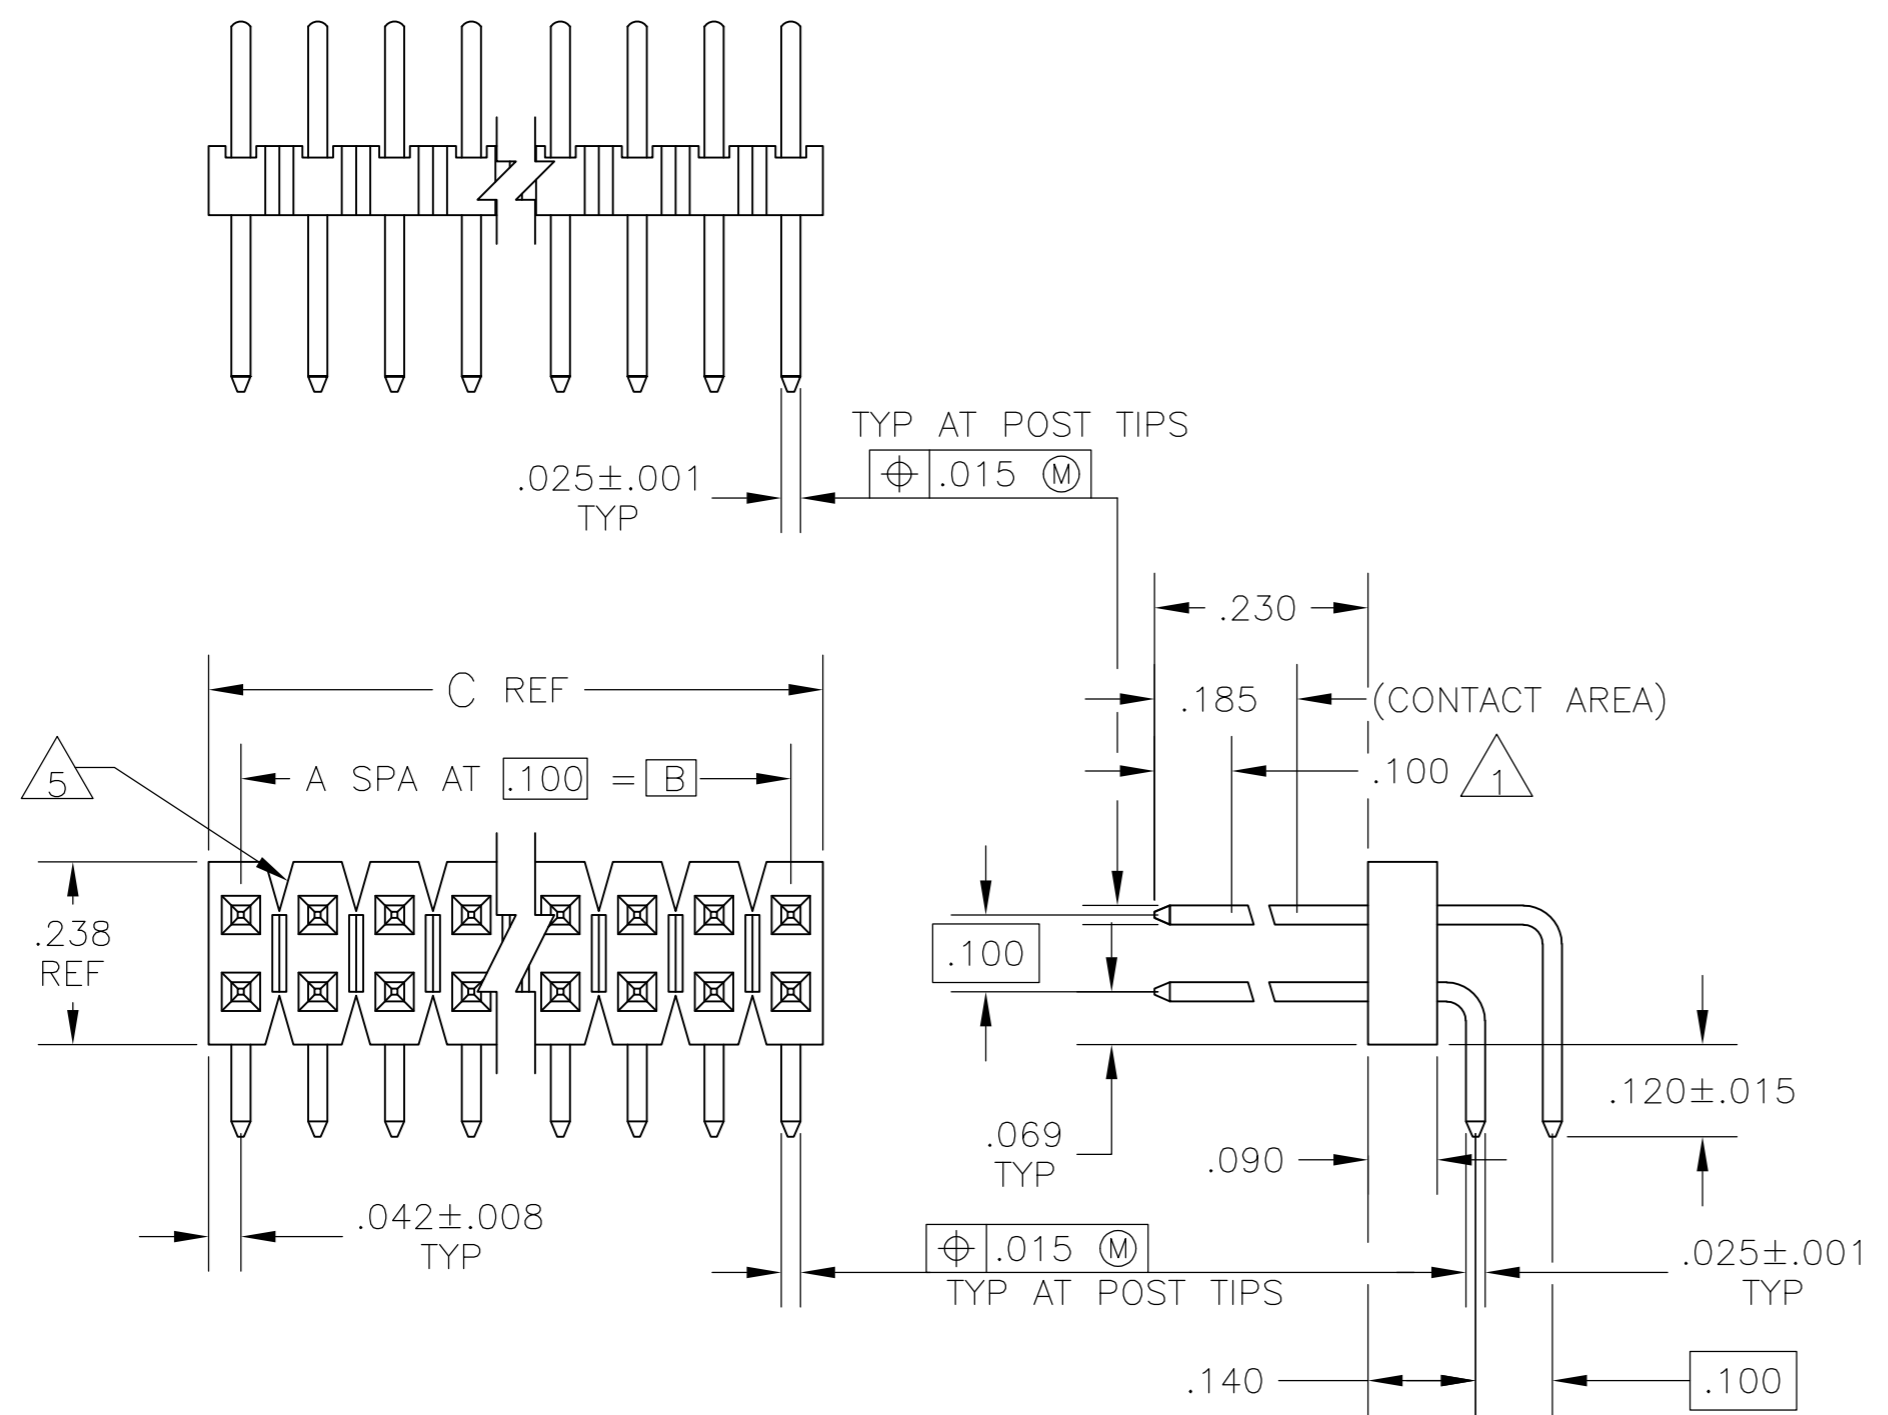 TYP AT POST TIPS
⌖ .015 Ⓜ
.025±.001
TYP
.230
C REF
.185
(CONTACT AREA)
A SPA AT .100 = B
.100
1
5
.238
REF
.100
.120±.015
.069
TYP
.090
.042±.008
TYP
⌖ .015 Ⓜ
TYP AT POST TIPS
.025±.001
TYP
.140
.100